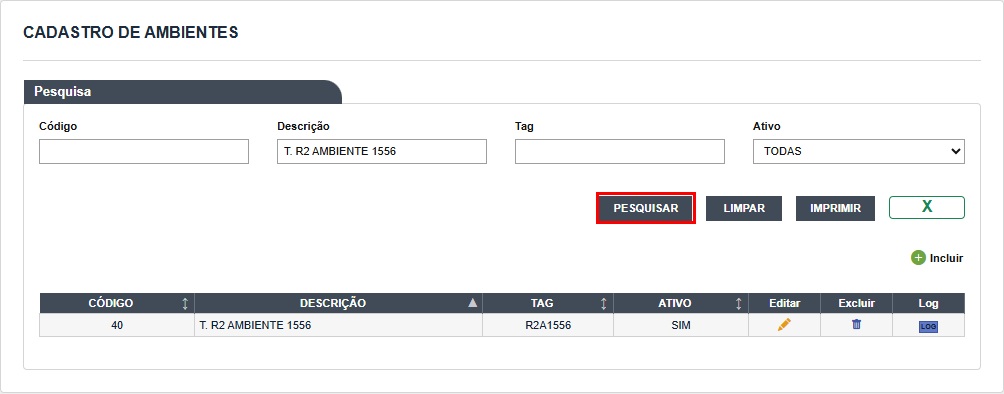 CADASTRO DE AMBIENTES
Pesquisa
Código Descrição Tag Ativo
T. R2 AMBIENTE 1556 TODAS
PESQUISAR LIMPAR IMPRIMIR X
Incluir
CÓDIGO DESCRIÇÃO TAG ATIVO Editar Excluir Log
40 T. R2 AMBIENTE 1556 R2A1556 SIM LOG